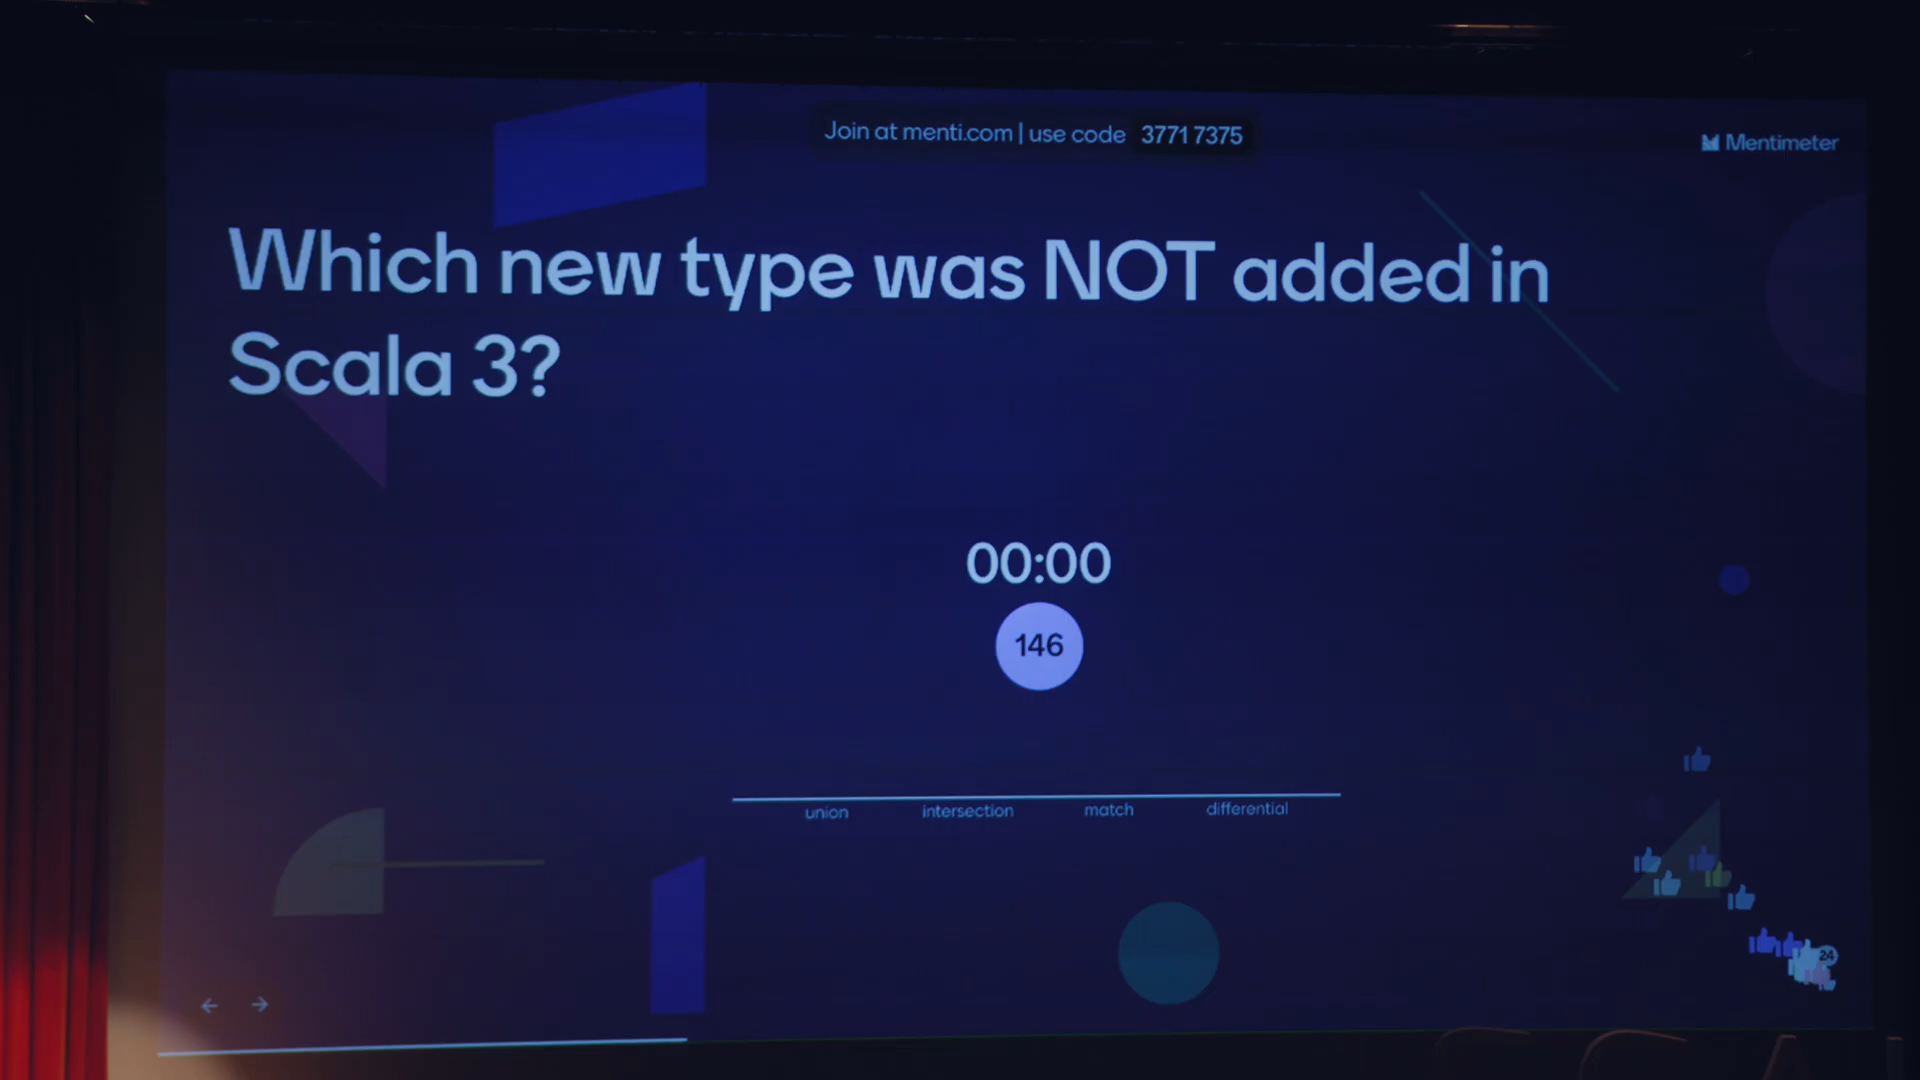 Join at menti.com | use code 3771 7375
Mentimeter
Which new type was NOT added in
Scala 3?
00:00
146
union intersection match differential
24